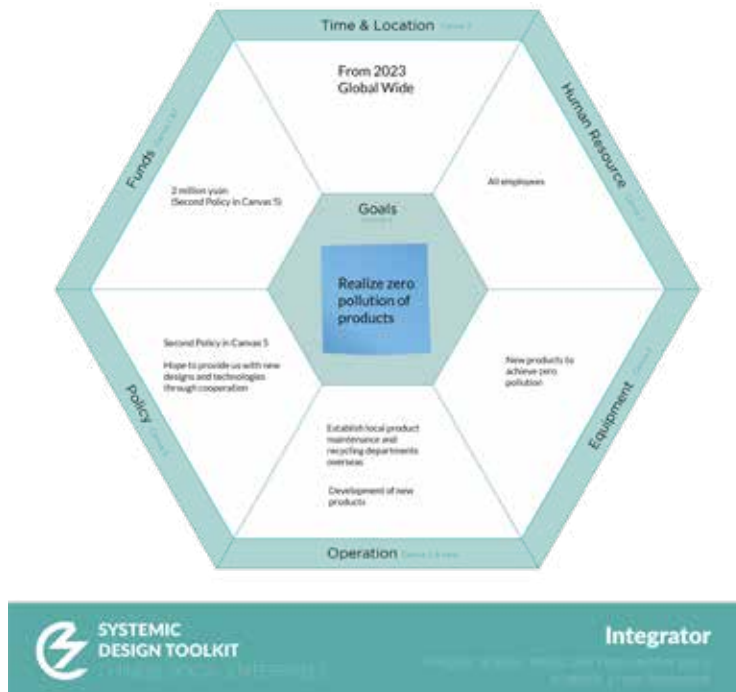 Time & Location
From 2023
Global Wide
Human Resource
All employees
Funds
2 million yuan
(Second Policy in Canvas 5)
Goals
Realize zero
pollution of
products
Policy
Second Policy in Canvas 5
Hope to provide us with new
designs and technologies
through cooperation
Equipment
New products to
achieve zero
pollution
Establish local product
maintenance and
recycling departments
overseas
Development of new
products
Operation
SYSTEMIC
DESIGN TOOLKIT
Integrator